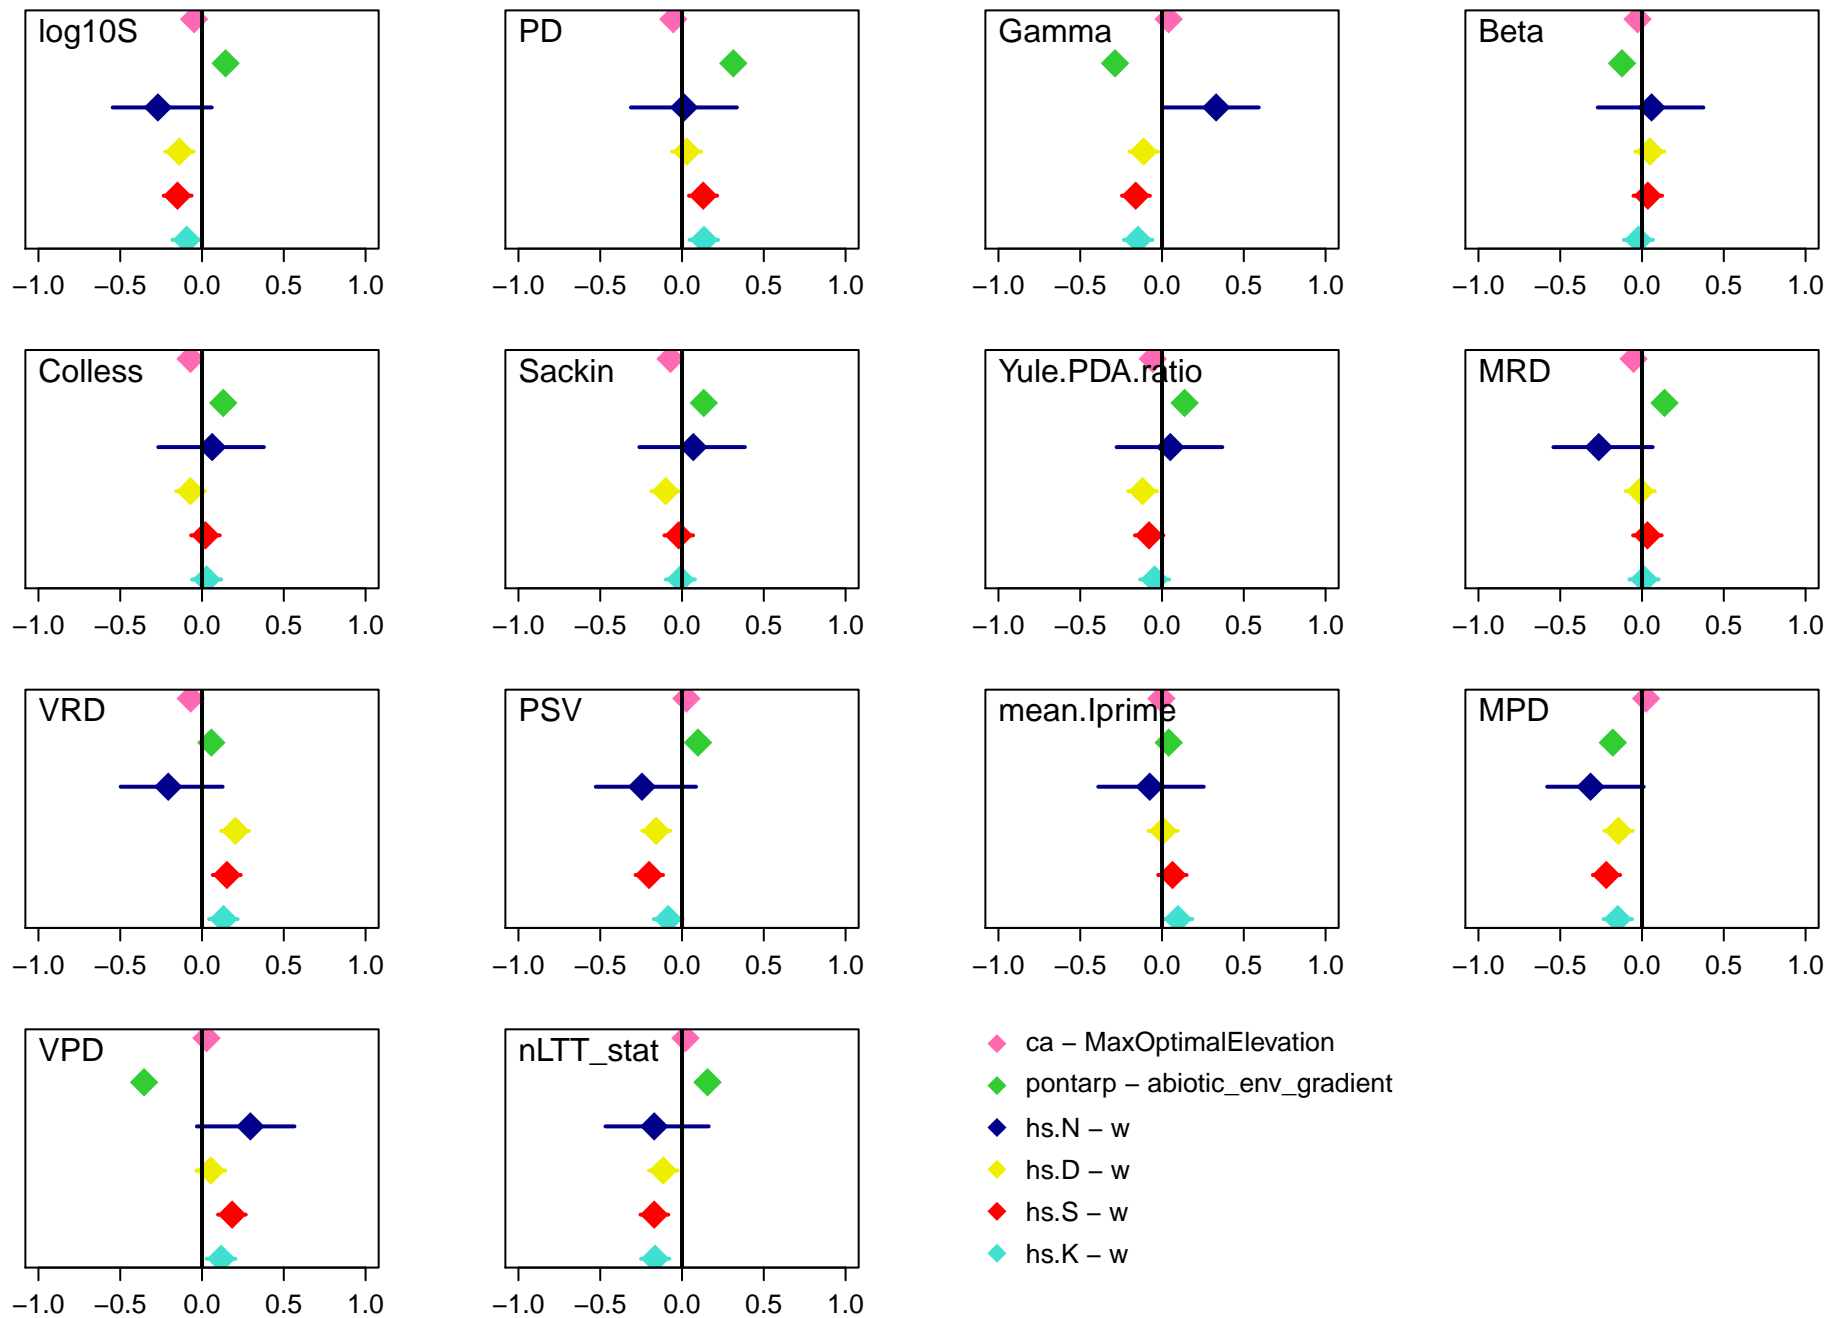 log10S
PD
Gamma
Beta
−1.0 −0.5 0.0 0.5 1.0
−1.0 −0.5 0.0 0.5 1.0
−1.0 −0.5 0.0 0.5 1.0
−1.0 −0.5 0.0 0.5 1.0
Colless
Sackin
Yule.PDA.ratio
MRD
−1.0 −0.5 0.0 0.5 1.0
−1.0 −0.5 0.0 0.5 1.0
−1.0 −0.5 0.0 0.5 1.0
−1.0 −0.5 0.0 0.5 1.0
VRD
PSV
mean.Iprime
MPD
−1.0 −0.5 0.0 0.5 1.0
−1.0 −0.5 0.0 0.5 1.0
−1.0 −0.5 0.0 0.5 1.0
−1.0 −0.5 0.0 0.5 1.0
VPD
nLTT_stat
−1.0 −0.5 0.0 0.5 1.0
−1.0 −0.5 0.0 0.5 1.0
ca − MaxOptimalElevation
pontarp − abiotic_env_gradient
hs.N − w
hs.D − w
hs.S − w
hs.K − w